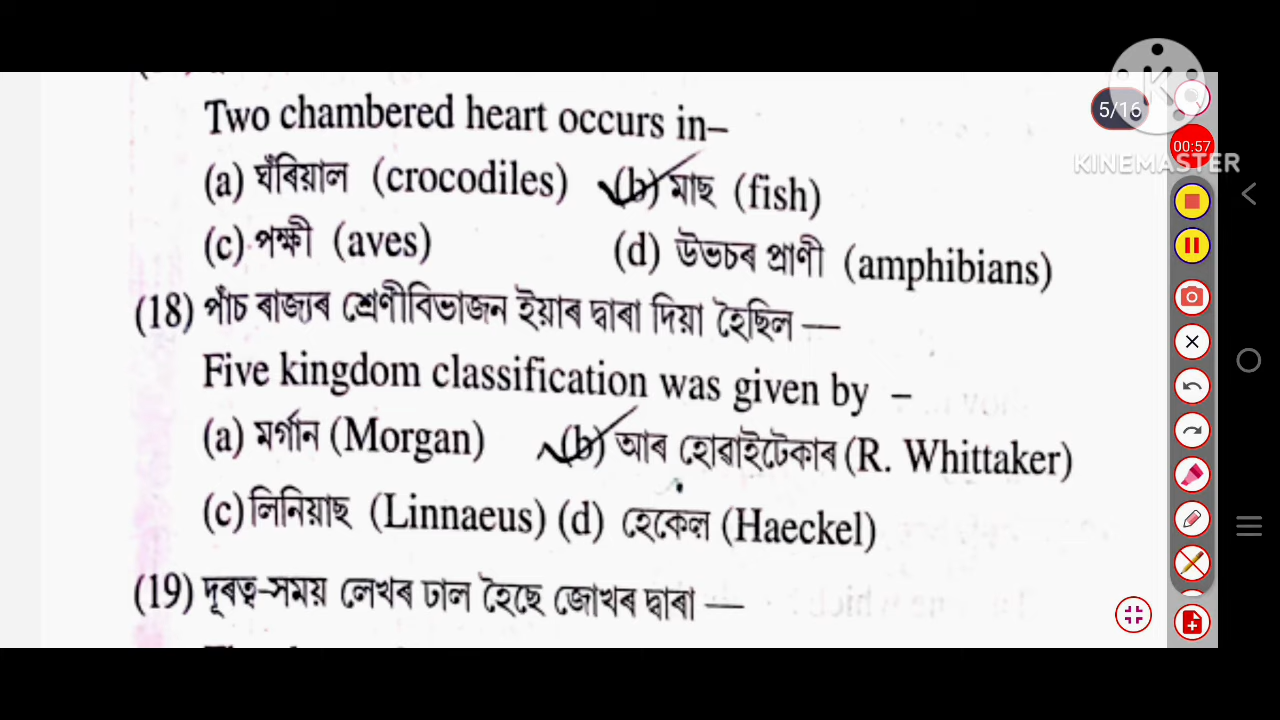 Two chambered heart occurs in–
(a) ঘঁৰিয়াল (crocodiles) (b) মাছ (fish)
(c) পক্ষী (aves) (d) উভচৰ প্ৰাণী (amphibians)
(18) পাঁচ ৰাজ্যৰ শ্ৰেণীবিভাজন ইয়াৰ দ্বাৰা দিয়া হৈছিল —
Five kingdom classification was given by –
(a) মৰ্গান (Morgan) (b) আৰ হোৱাইটেকাৰ (R. Whittaker)
(c) লিনিয়াছ (Linnaeus) (d) হেকেল (Haeckel)
(19) দূৰত্ব-সময় লেখৰ ঢাল হৈছে জোখৰ দ্বাৰা —
5/16
00:57
KINEMASTER